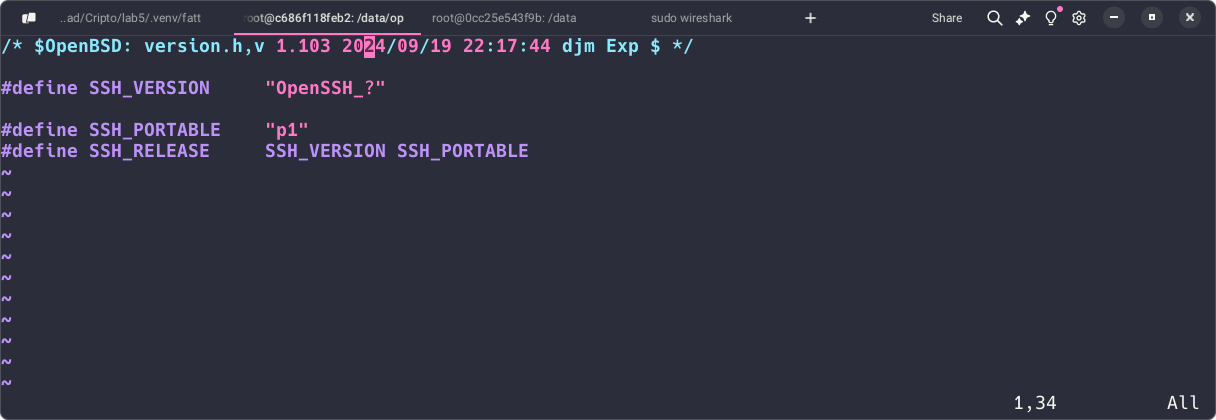 ..ad/Cripto/lab5/.venv/fatt root@c686f118feb2: /data/op root@0cc25e543f9b: /data sudo wireshark + Share
/* $OpenBSD: version.h,v 1.103 2024/09/19 22:17:44 djm Exp $ */
#define SSH_VERSION "OpenSSH_?"
#define SSH_PORTABLE "p1"
#define SSH_RELEASE SSH_VERSION SSH_PORTABLE
~
~
~
~
~
~
~
~
~
~
~
1,34 All